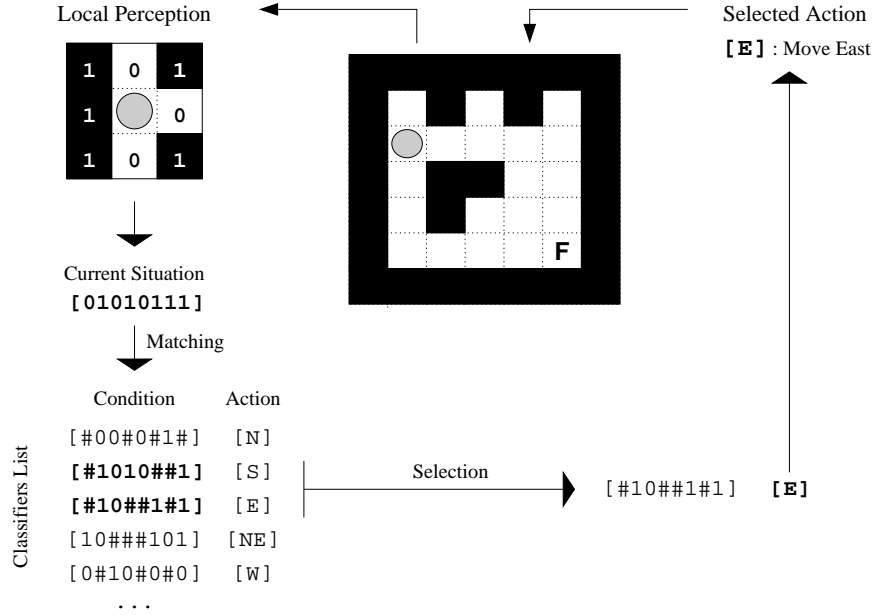 Local Perception
1 0 1
1 0
1 0 1
Current Situation
[01010111]
Matching
Condition Action
[#00#0#1#] [N]
[#1010##1] [S]
[#10##1#1] [E]
[10###101] [NE]
[0#10#0#0] [W]
. . .
Classifiers List
F
Selection
[#10##1#1] [E]
Selected Action
[E] : Move East